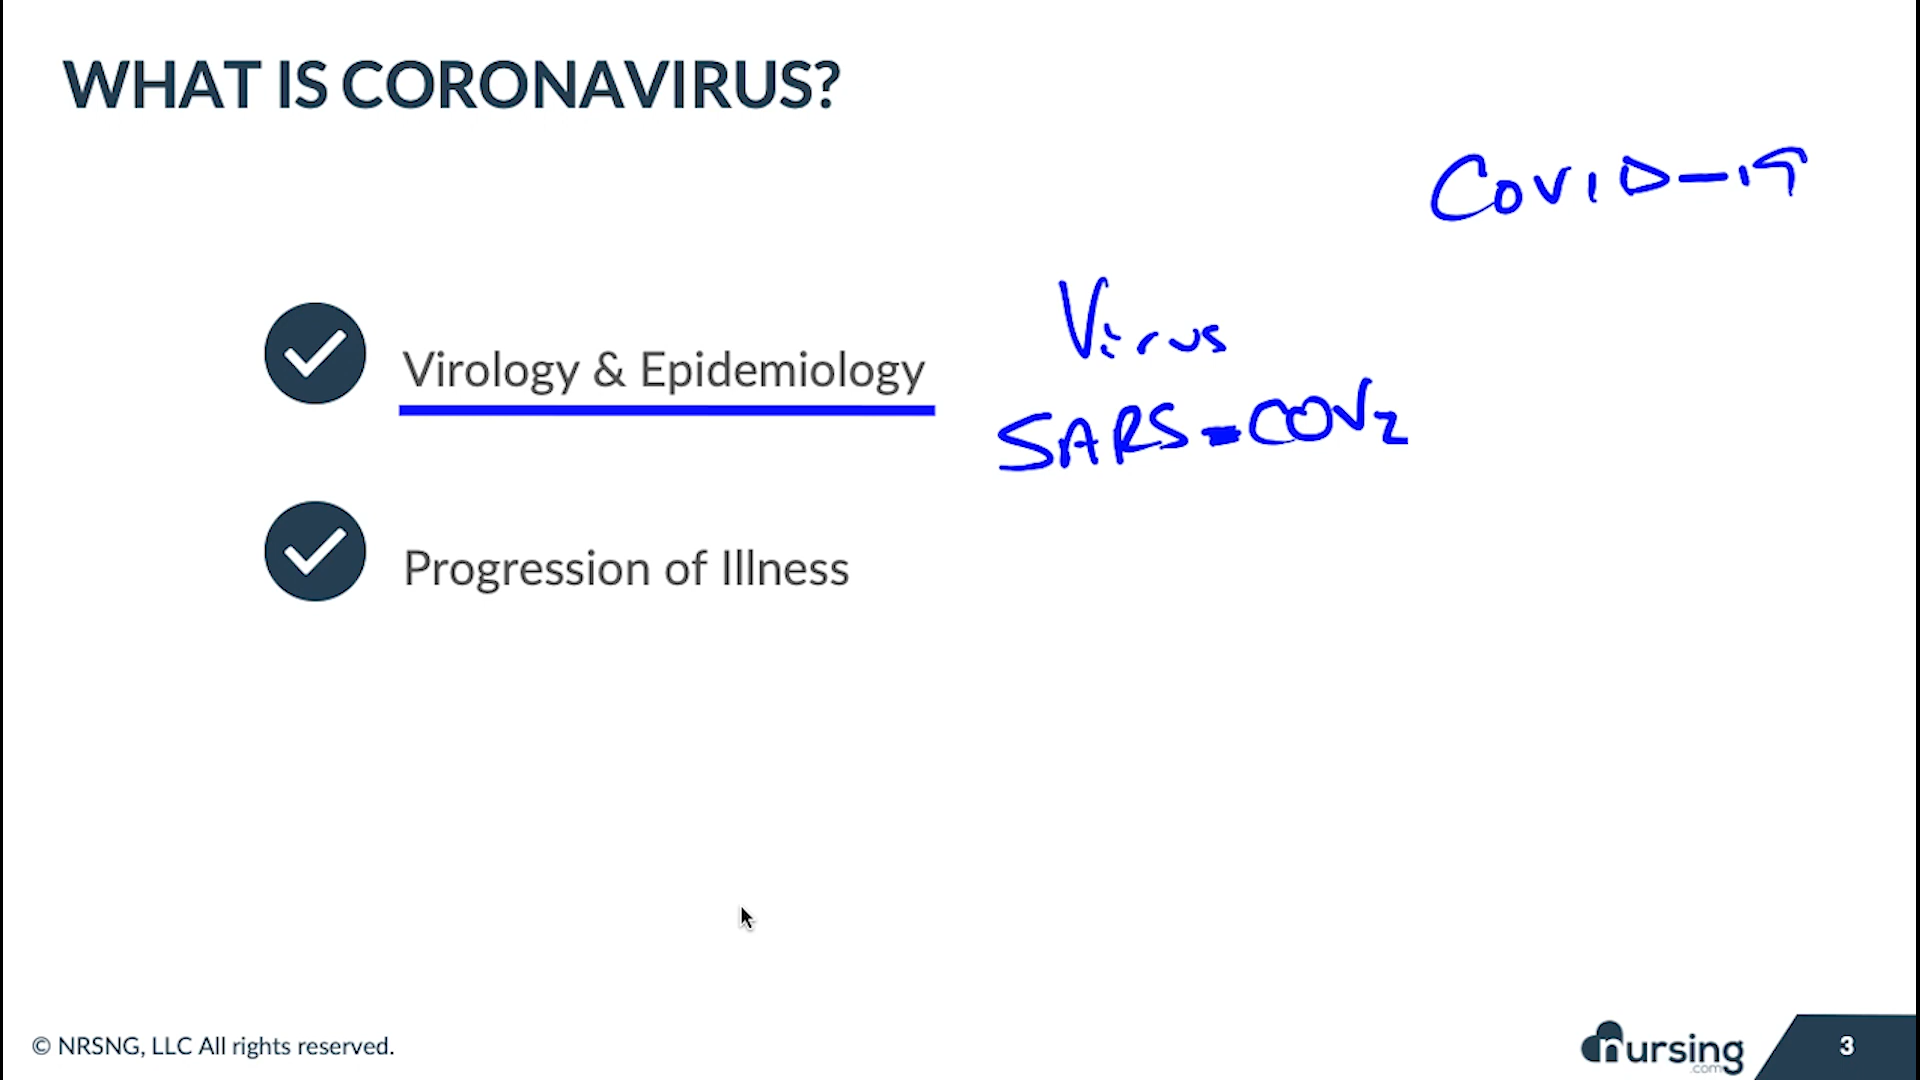 WHAT IS CORONAVIRUS?
COVID-19
Virus
Virology & Epidemiology
SARS-COV2
Progression of Illness
© NRSNG, LLC All rights reserved.
nursing
.com
3